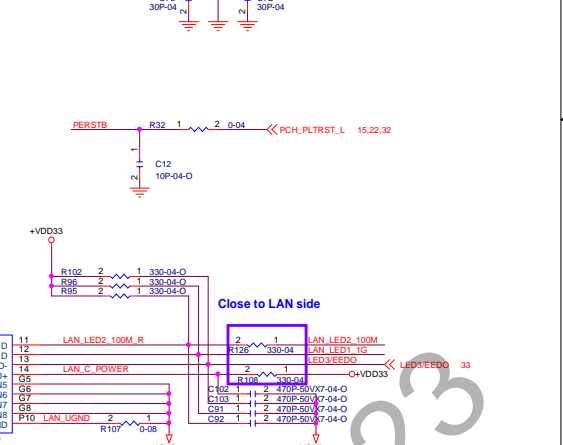 30P-04 30P-04
2 2
PERSTB R32 1 2 0-04 PCH_PLTRST_L 15,22,32
1
C12
2 10P-04-O
+VDD33
R102 2 1 330-04-O
R96 2 1 330-04-O
R95 2 1 330-04-O
Close to LAN side
11 LAN_LED2_100M_R 2 1 LAN_LED2_100M
D 12 R126 330-04 LAN_LED1_1G
13 LED3/EEDO LED3/EEDO 33
14 LAN_C_POWER 2 1 +VDD33
G5 R108 330-04
G6 C102 1 2 470P-50VX7-04-O
G7 C103 1 2 470P-50VX7-04-O
G8 C91 1 2 470P-50VX7-04-O
P10 LAN_UGND 2 1 C92 1 2 470P-50VX7-04-O
R107 0-08
23